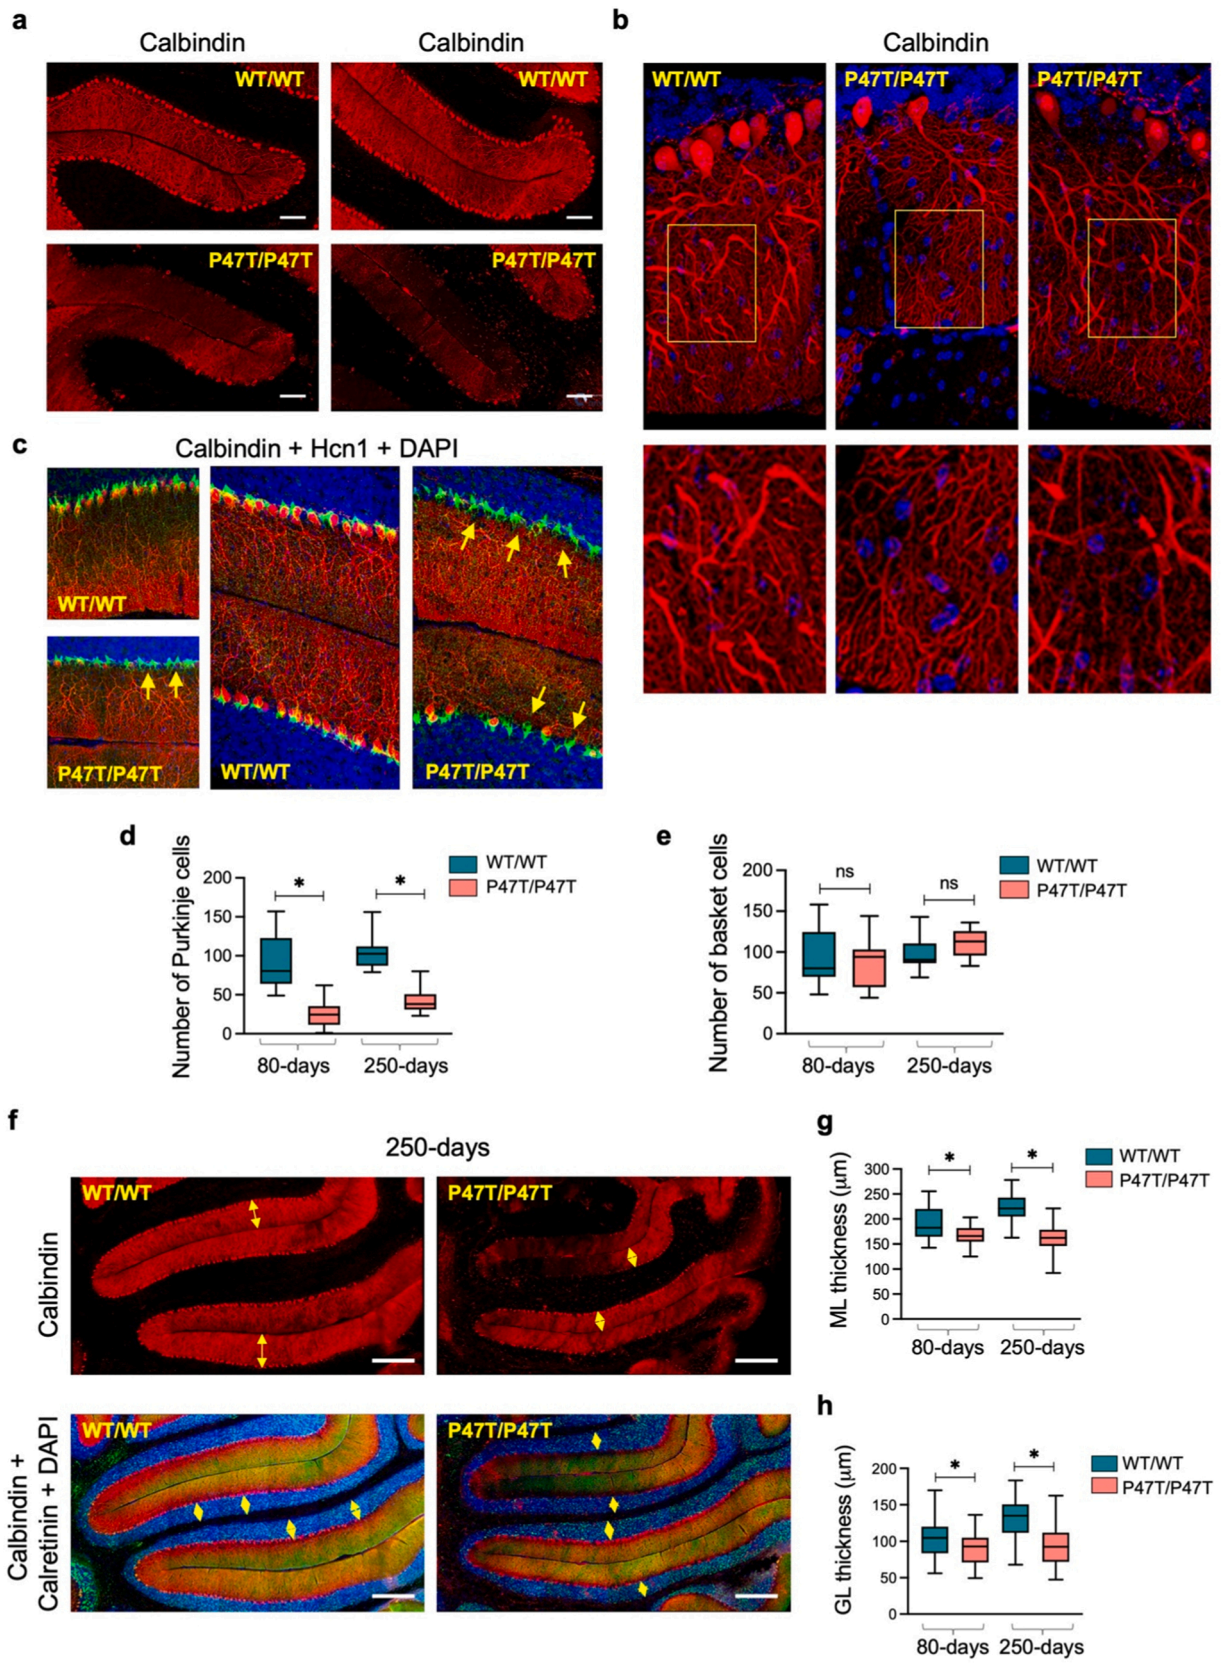 a
Calbindin
Calbindin
WT/WT
WT/WT
P47T/P47T
P47T/P47T
b
Calbindin
WT/WT
P47T/P47T
P47T/P47T
c
Calbindin + Hcn1 + DAPI
WT/WT
P47T/P47T
WT/WT
P47T/P47T
d
Number of Purkinje cells
200
150
100
50
0
*
*
WT/WT
P47T/P47T
80-days
250-days
e
Number of basket cells
200
150
100
50
0
ns
ns
WT/WT
P47T/P47T
80-days
250-days
f
250-days
Calbindin
WT/WT
P47T/P47T
Calbindin +
Calretinin + DAPI
WT/WT
P47T/P47T
g
ML thickness (μm)
300
250
200
150
100
50
0
*
*
WT/WT
P47T/P47T
80-days
250-days
h
GL thickness (μm)
200
150
100
50
0
*
*
WT/WT
P47T/P47T
80-days
250-days